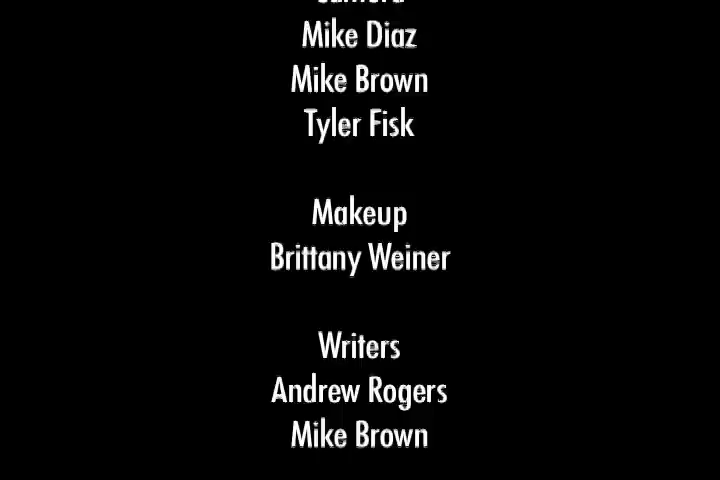 Mike Diaz
Mike Brown
Tyler Fisk
Makeup
Brittany Weiner
Writers
Andrew Rogers
Mike Brown